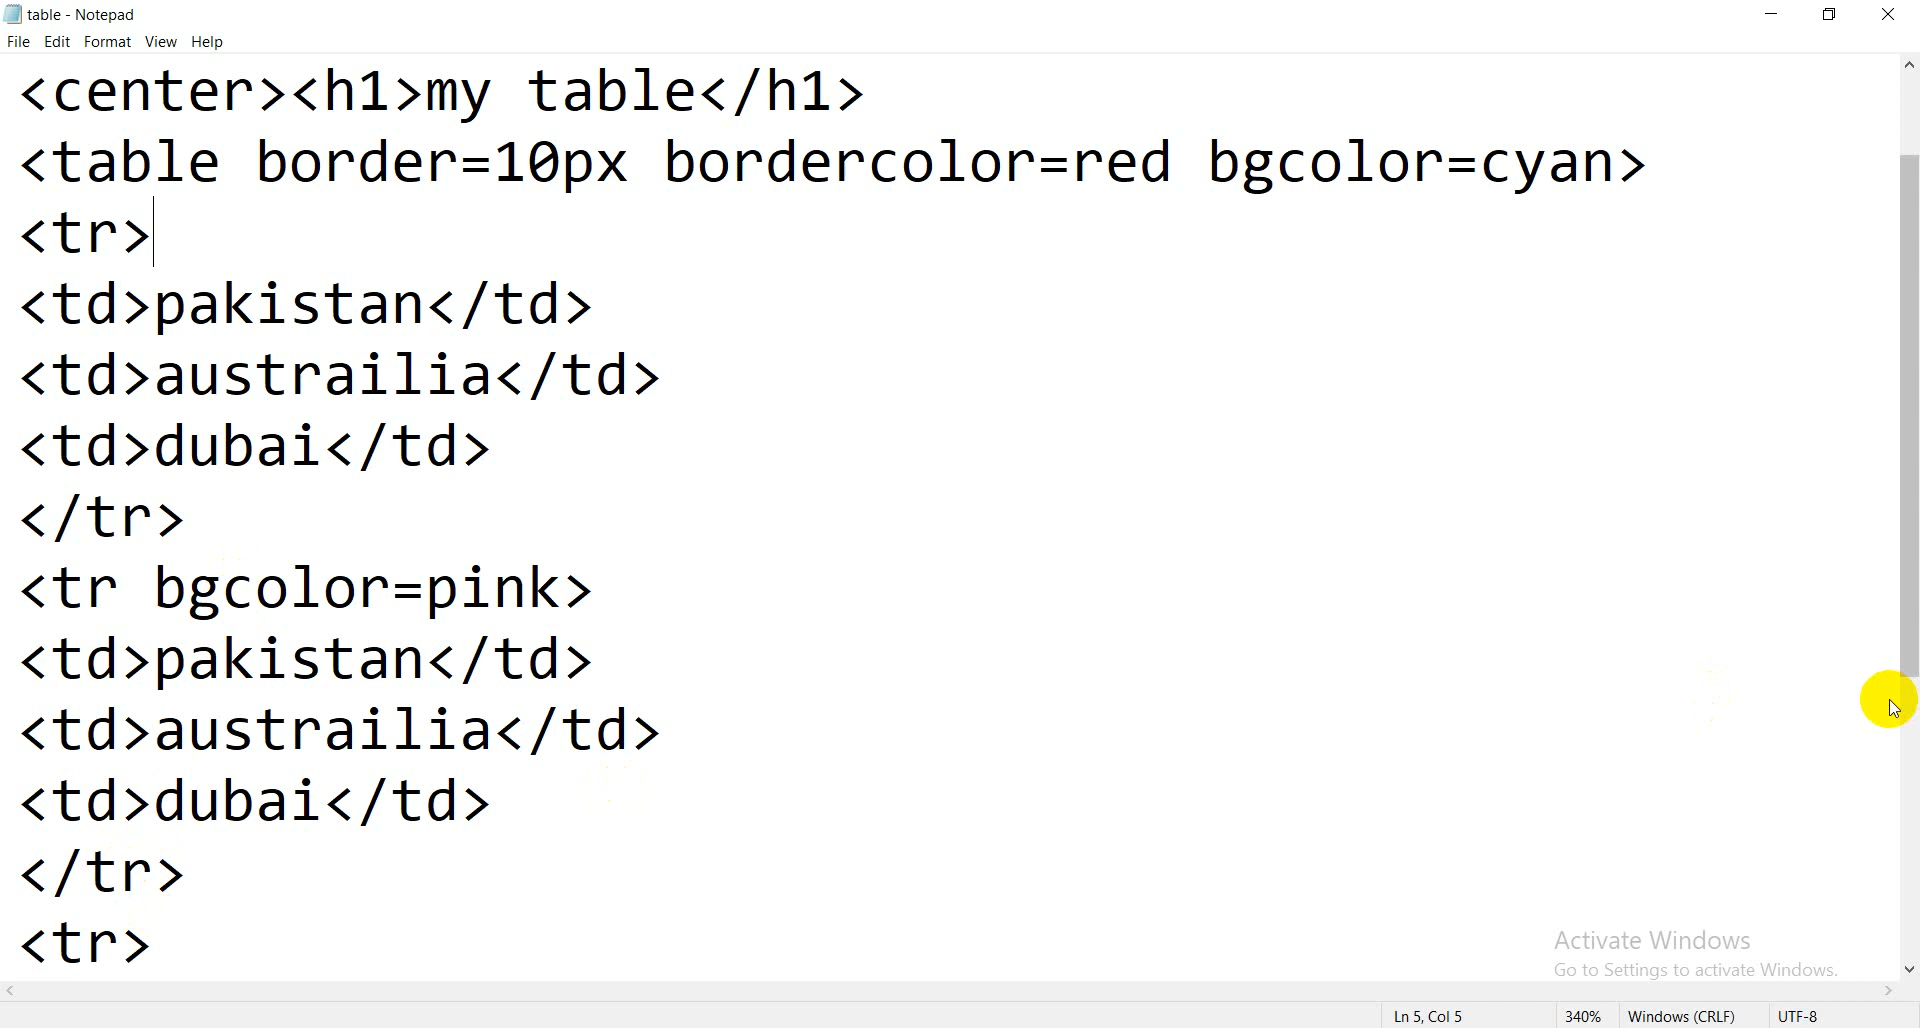 table - Notepad
File Edit Format View Help
<center><h1>my table</h1>
<table border=10px bordercolor=red bgcolor=cyan>
<tr>
<td>pakistan</td>
<td>austrailia</td>
<td>dubai</td>
</tr>
<tr bgcolor=pink>
<td>pakistan</td>
<td>austrailia</td>
<td>dubai</td>
</tr>
<tr>
Activate Windows
Go to Settings to activate Windows.
Ln 5, Col 5 340% Windows (CRLF) UTF-8